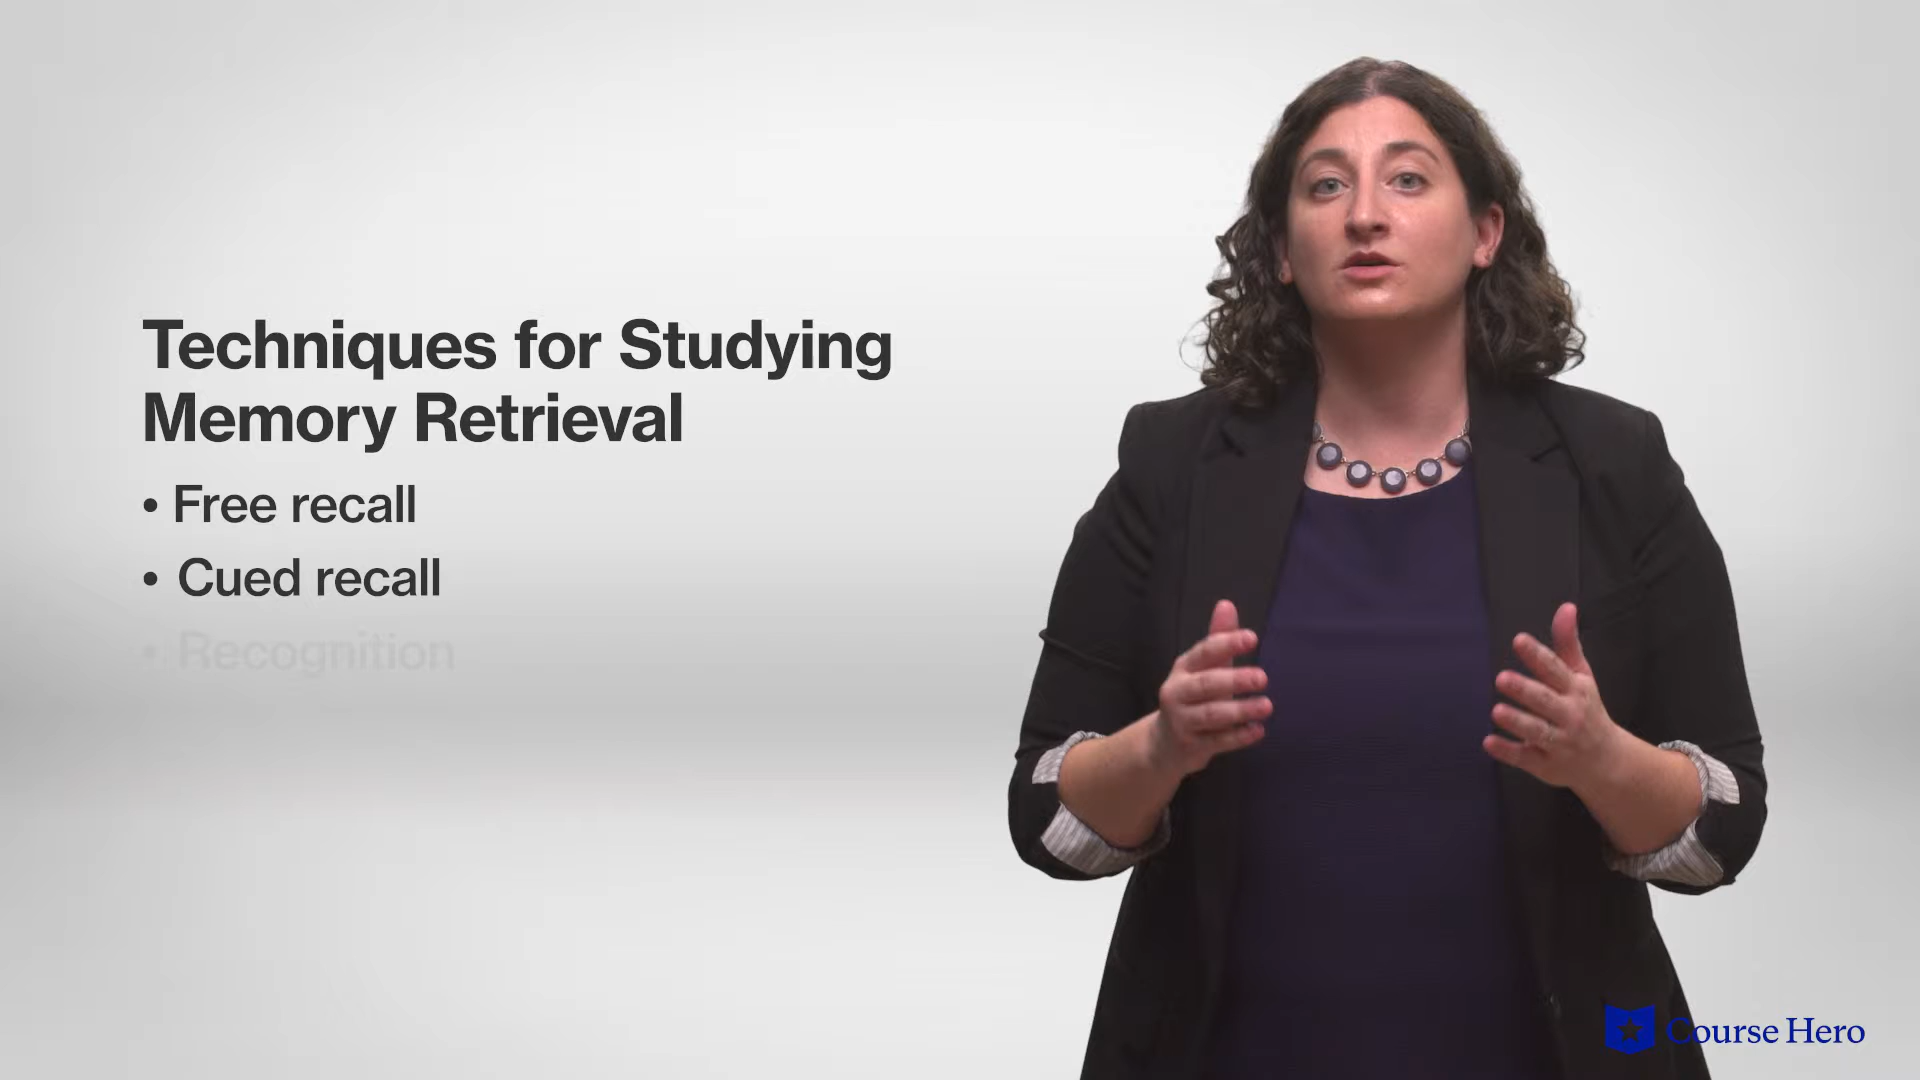 Techniques for Studying
Memory Retrieval
• Free recall
• Cued recall
• Recognition
Course Hero